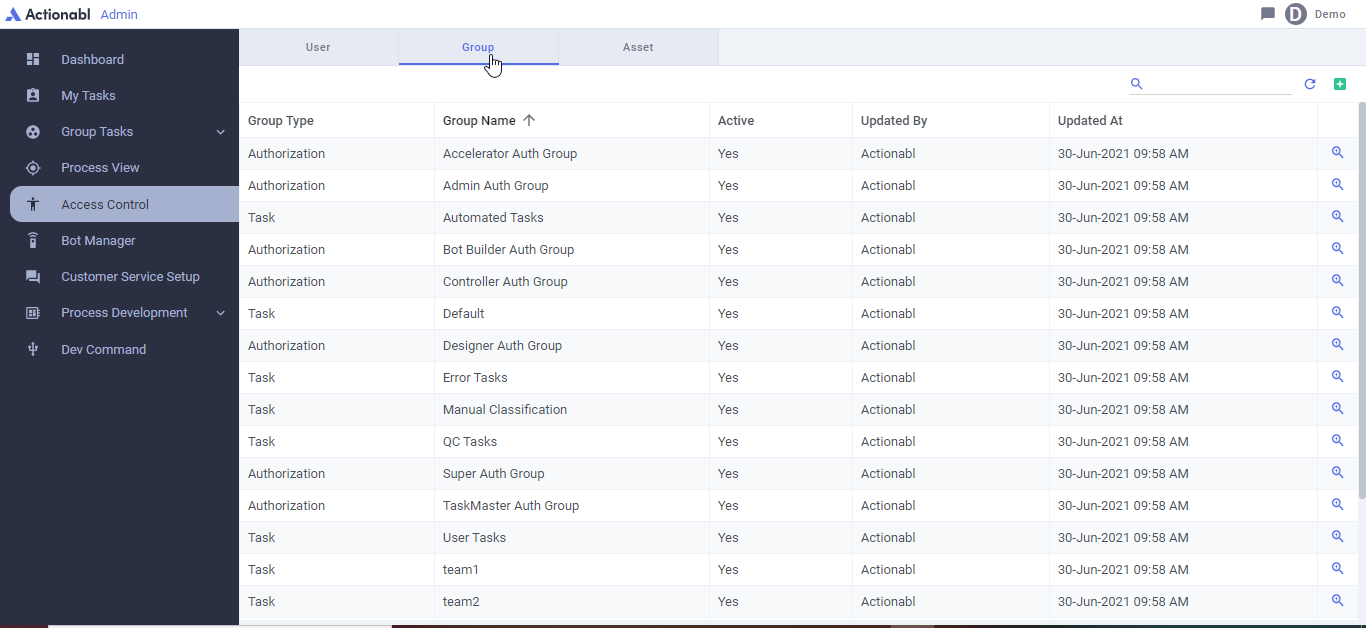 Actionabl Admin
D Demo
Dashboard
My Tasks
Group Tasks
Process View
Access Control
Bot Manager
Customer Service Setup
Process Development
Dev Command
User Group Asset
Group Type Group Name Active Updated By Updated At
Authorization Accelerator Auth Group Yes Actionabl 30-Jun-2021 09:58 AM
Authorization Admin Auth Group Yes Actionabl 30-Jun-2021 09:58 AM
Task Automated Tasks Yes Actionabl 30-Jun-2021 09:58 AM
Authorization Bot Builder Auth Group Yes Actionabl 30-Jun-2021 09:58 AM
Authorization Controller Auth Group Yes Actionabl 30-Jun-2021 09:58 AM
Task Default Yes Actionabl 30-Jun-2021 09:58 AM
Authorization Designer Auth Group Yes Actionabl 30-Jun-2021 09:58 AM
Task Error Tasks Yes Actionabl 30-Jun-2021 09:58 AM
Task Manual Classification Yes Actionabl 30-Jun-2021 09:58 AM
Task QC Tasks Yes Actionabl 30-Jun-2021 09:58 AM
Authorization Super Auth Group Yes Actionabl 30-Jun-2021 09:58 AM
Authorization TaskMaster Auth Group Yes Actionabl 30-Jun-2021 09:58 AM
Task User Tasks Yes Actionabl 30-Jun-2021 09:58 AM
Task team1 Yes Actionabl 30-Jun-2021 09:58 AM
Task team2 Yes Actionabl 30-Jun-2021 09:58 AM